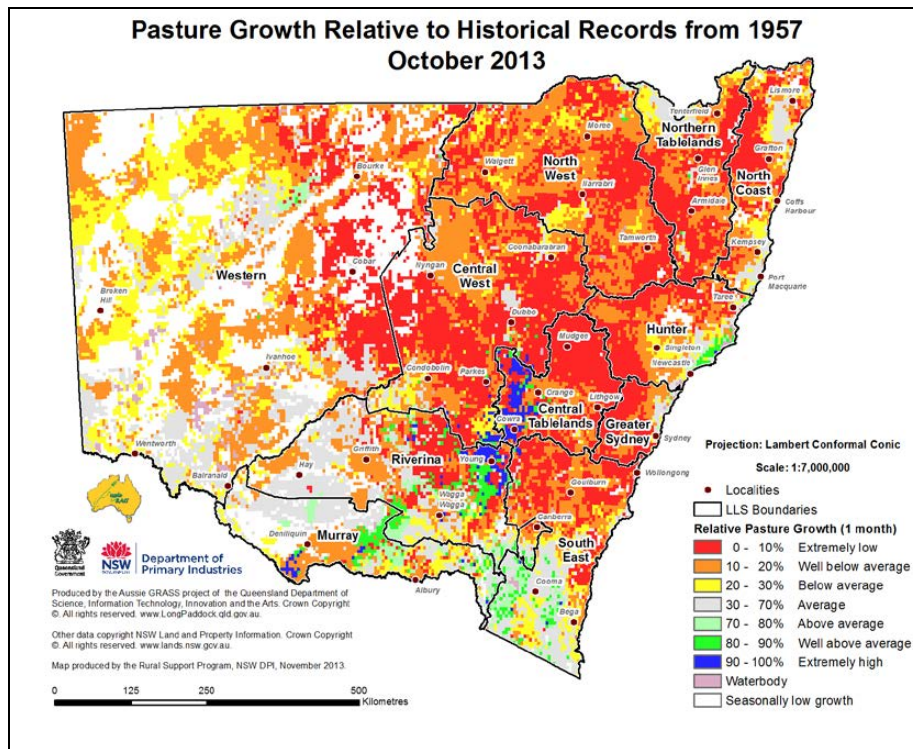 Pasture Growth Relative to Historical Records from 1957
October 2013
Lismore
Tenterfield
Northern
Tablelands
Moree
Grafton
Glen
Innes
North
Coast
Walgett
North
West
Bourke
Narrabri
Armidale
Coffs
Harbour
Coonabarabran
Tamworth
Kempsey
Western
Cobar
Nyngan
Central
West
Port
Macquarie
Broken
Hill
Taree
Dubbo
Hunter
Mudgee
Singleton
Newcastle
Ivanhoe
Condobolin
Parkes
Orange
Lithgow
Central
Tablelands
Greater
Sydney
Cowra
Sydney
Wentworth
Griffith
Riverina
Young
Balranald
Hay
Wollongong
Goulburn
Wagga
Wagga
Canberra
South
East
Deniliquin
Murray
Albury
Cooma
Bega
Projection: Lambert Conformal Conic
Scale: 1:7,000,000
Localities
LLS Boundaries
Relative Pasture Growth (1 month)
0 - 10% Extremely low
10 - 20% Well below average
20 - 30% Below average
30 - 70% Average
70 - 80% Above average
80 - 90% Well above average
90 - 100% Extremely high
Waterbody
Seasonally low growth
Queensland
Government
NSW
GOVERNMENT
Department of
Primary Industries
Produced by the Aussie GRASS project of the Queensland Department of
Science, Information Technology, Innovation and the Arts. Crown Copyright
©. All rights reserved. www.LongPaddock.qld.gov.au.
Other data copyright NSW Land and Property Information. Crown Copyright
©. All rights reserved. www.lands.nsw.gov.au.
Map produced by the Rural Support Program, NSW DPI, November 2013.
0 125 250 500
Kilometres